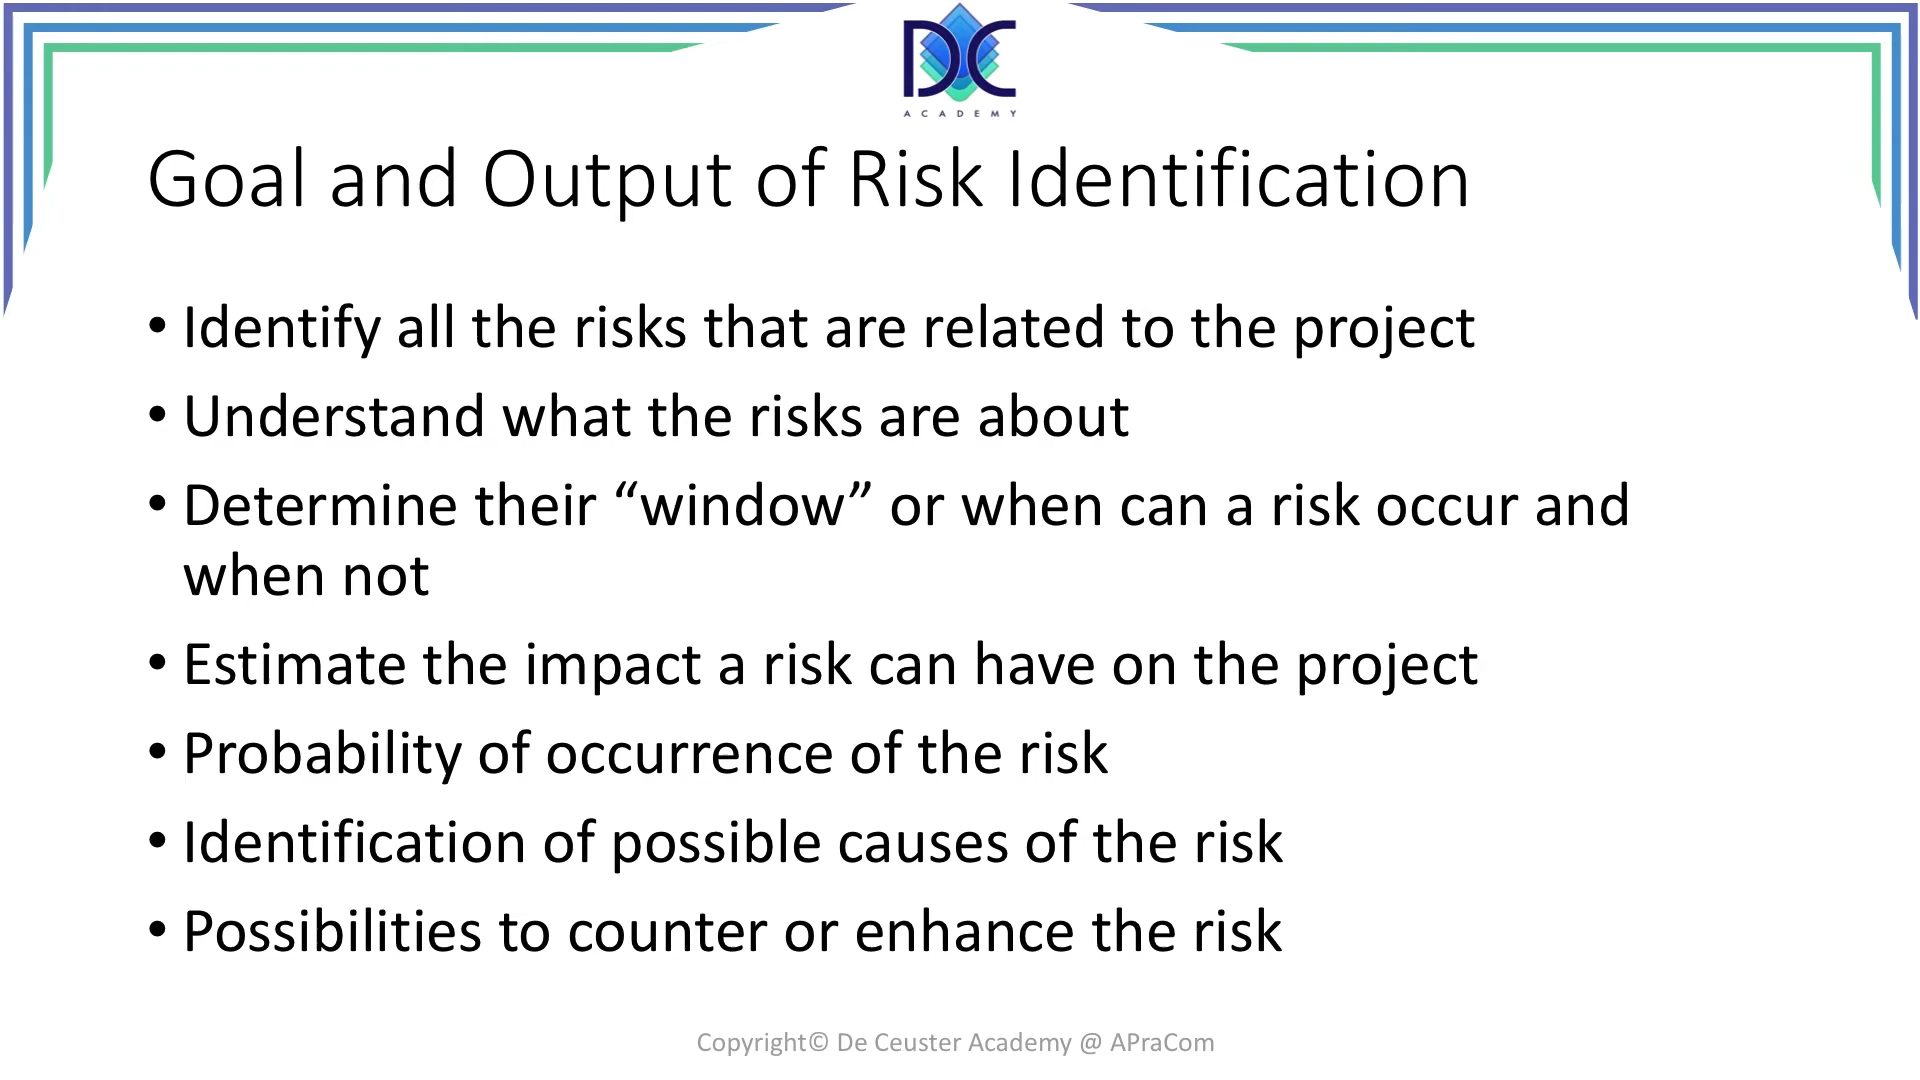 DC
ACADEMY
Goal and Output of Risk Identification
• Identify all the risks that are related to the project
• Understand what the risks are about
• Determine their “window” or when can a risk occur and
when not
• Estimate the impact a risk can have on the project
• Probability of occurrence of the risk
• Identification of possible causes of the risk
• Possibilities to counter or enhance the risk
Copyright© De Ceuster Academy @ APraCom